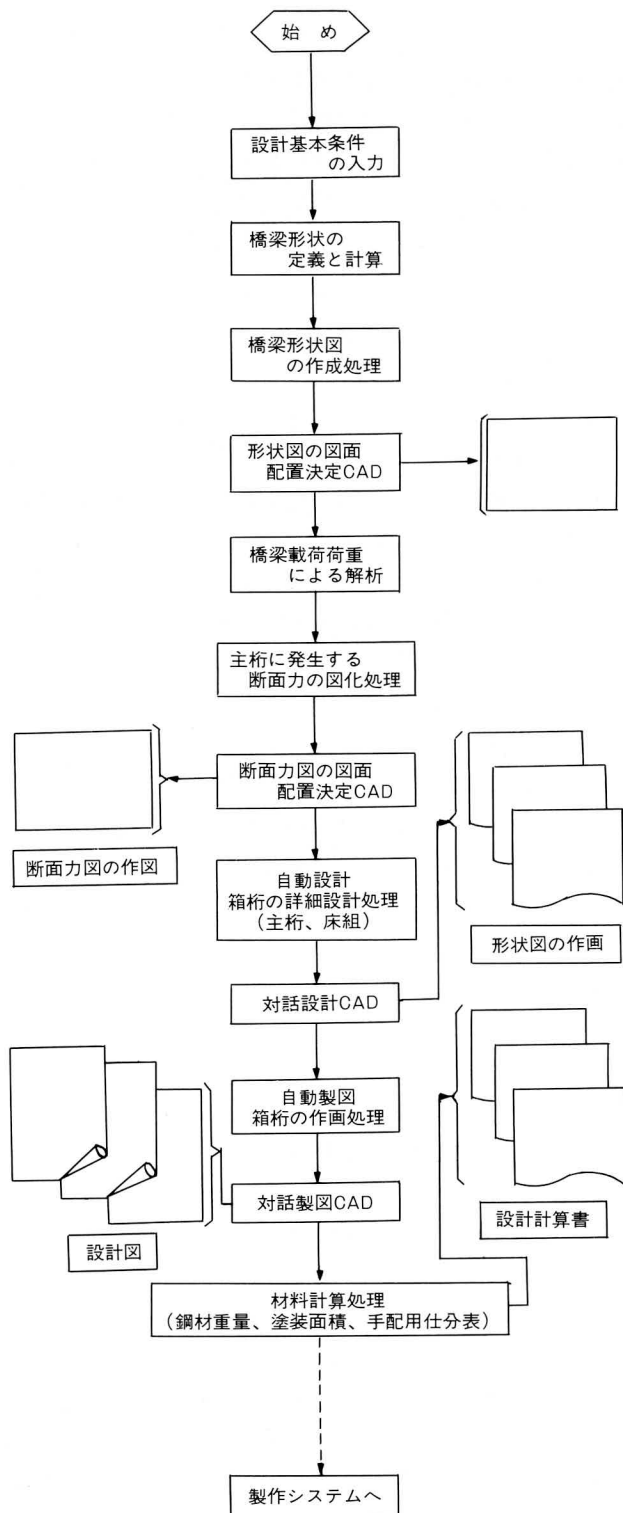 始 め
設計基本条件
の入力
橋梁形状の
定義と計算
橋梁形状図
の作成処理
形状図の図面
配置決定CAD
橋梁載荷荷重
による解析
主桁に発生する
断面力の図化処理
断面力図の図面
配置決定CAD
断面力図の作図
自動設計
箱桁の詳細設計処理
(主桁、床組)
形状図の作画
対話設計CAD
自動製図
箱桁の作画処理
対話製図CAD
設計図
設計計算書
材料計算処理
(鋼材重量、塗装面積、手配用仕分表)
製作システムへ